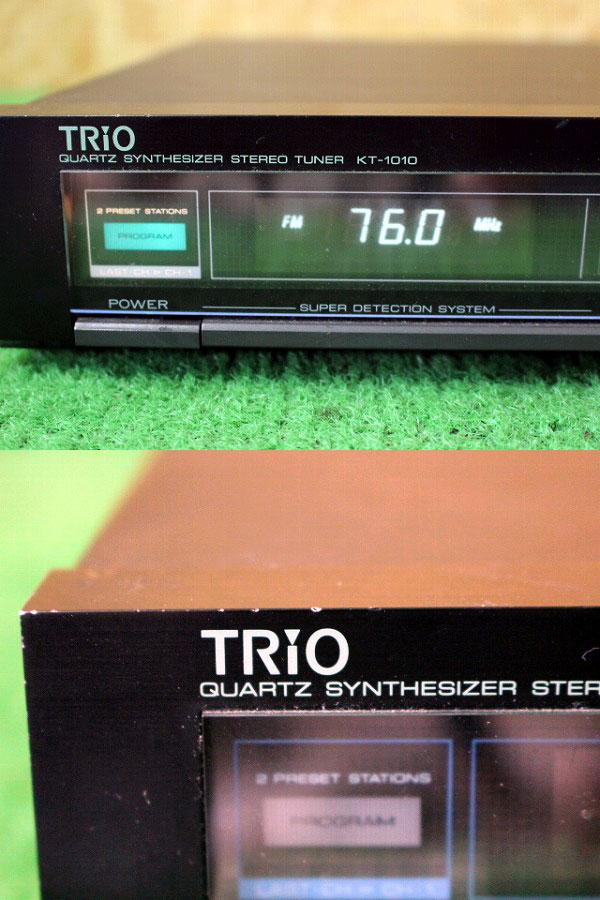 TRIO
QUARTZ SYNTHESIZER STEREO TUNER KT-1010
2 PRESET STATIONS
PROGRAM
LAST·CH ▶ CH·1
FM 76.0 MHz
POWER
SUPER DETECTION SYSTEM
TRIO
QUARTZ SYNTHESIZER STER
2 PRESET STATIONS
PROGRAM
LAST·CH ▶ CH·1